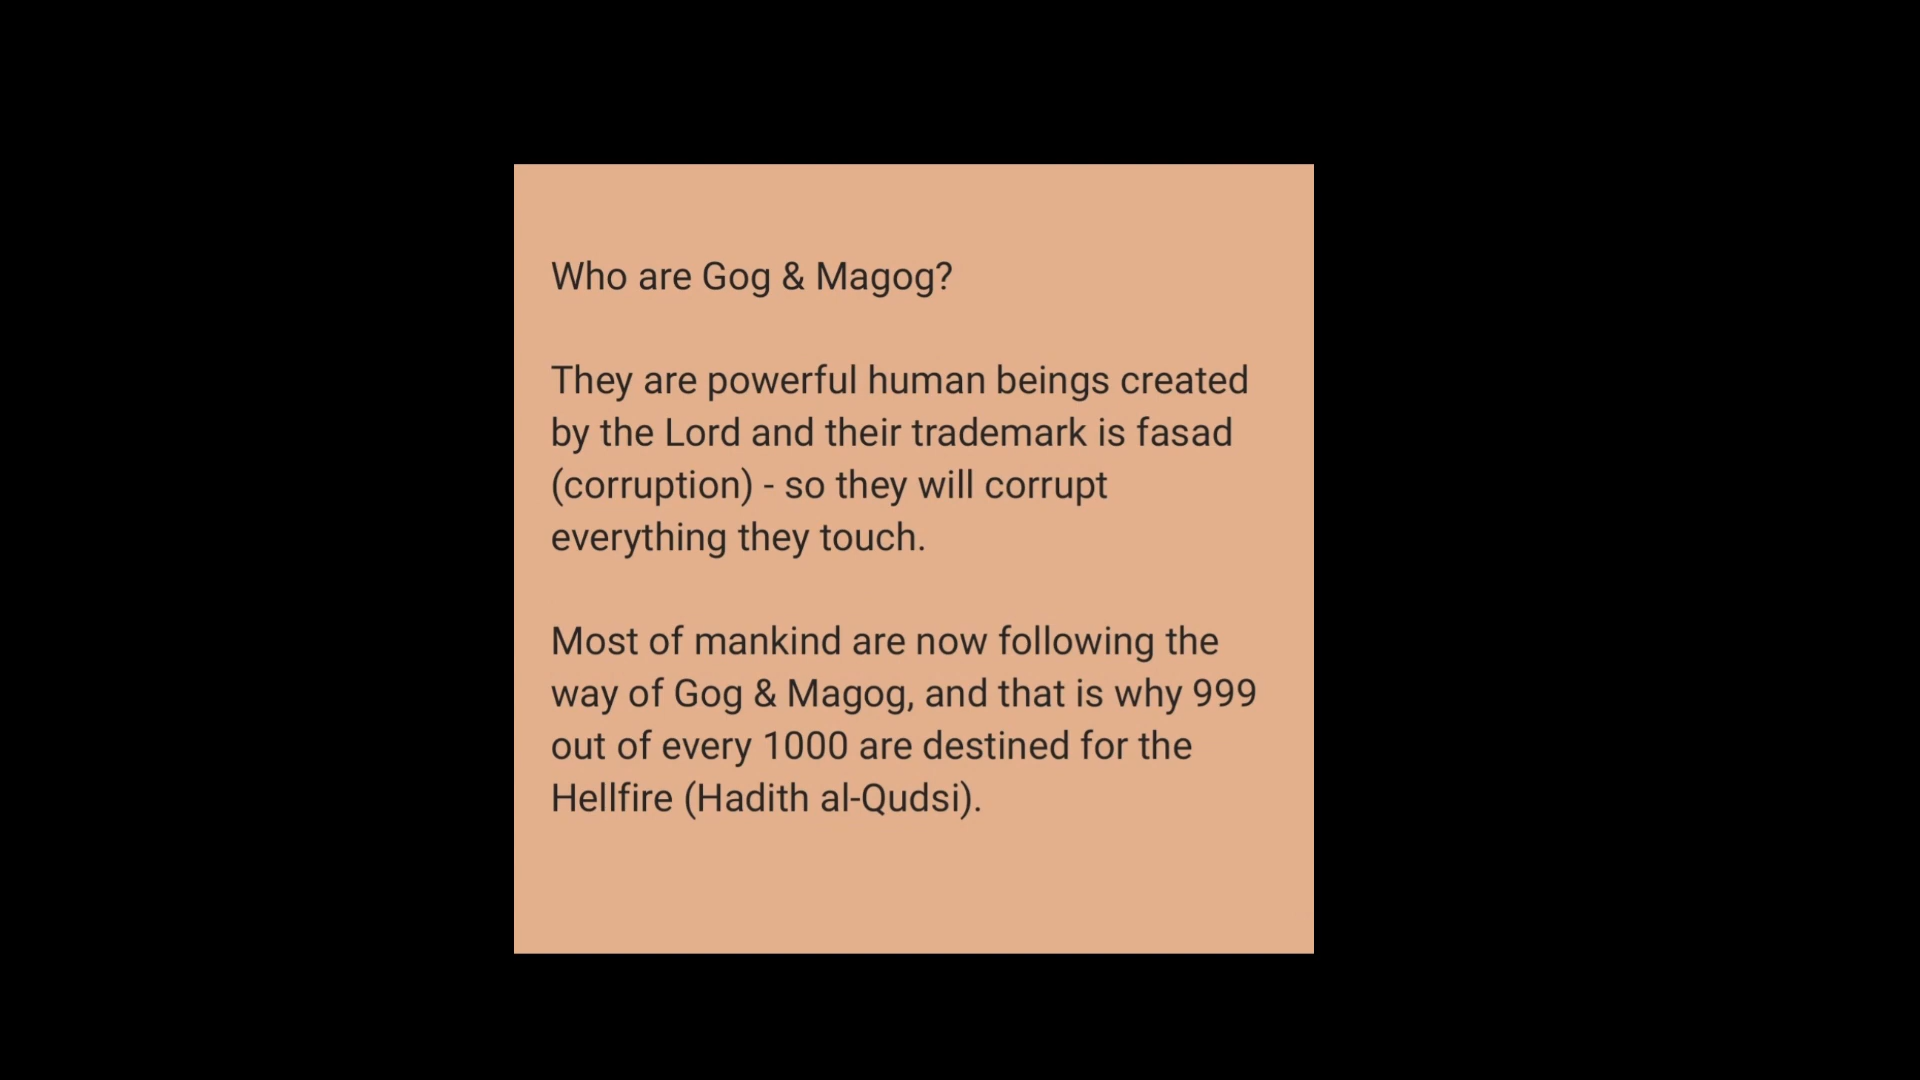 Who are Gog & Magog?
They are powerful human beings created
by the Lord and their trademark is fasad
(corruption) - so they will corrupt
everything they touch.
Most of mankind are now following the
way of Gog & Magog, and that is why 999
out of every 1000 are destined for the
Hellfire (Hadith al-Qudsi).